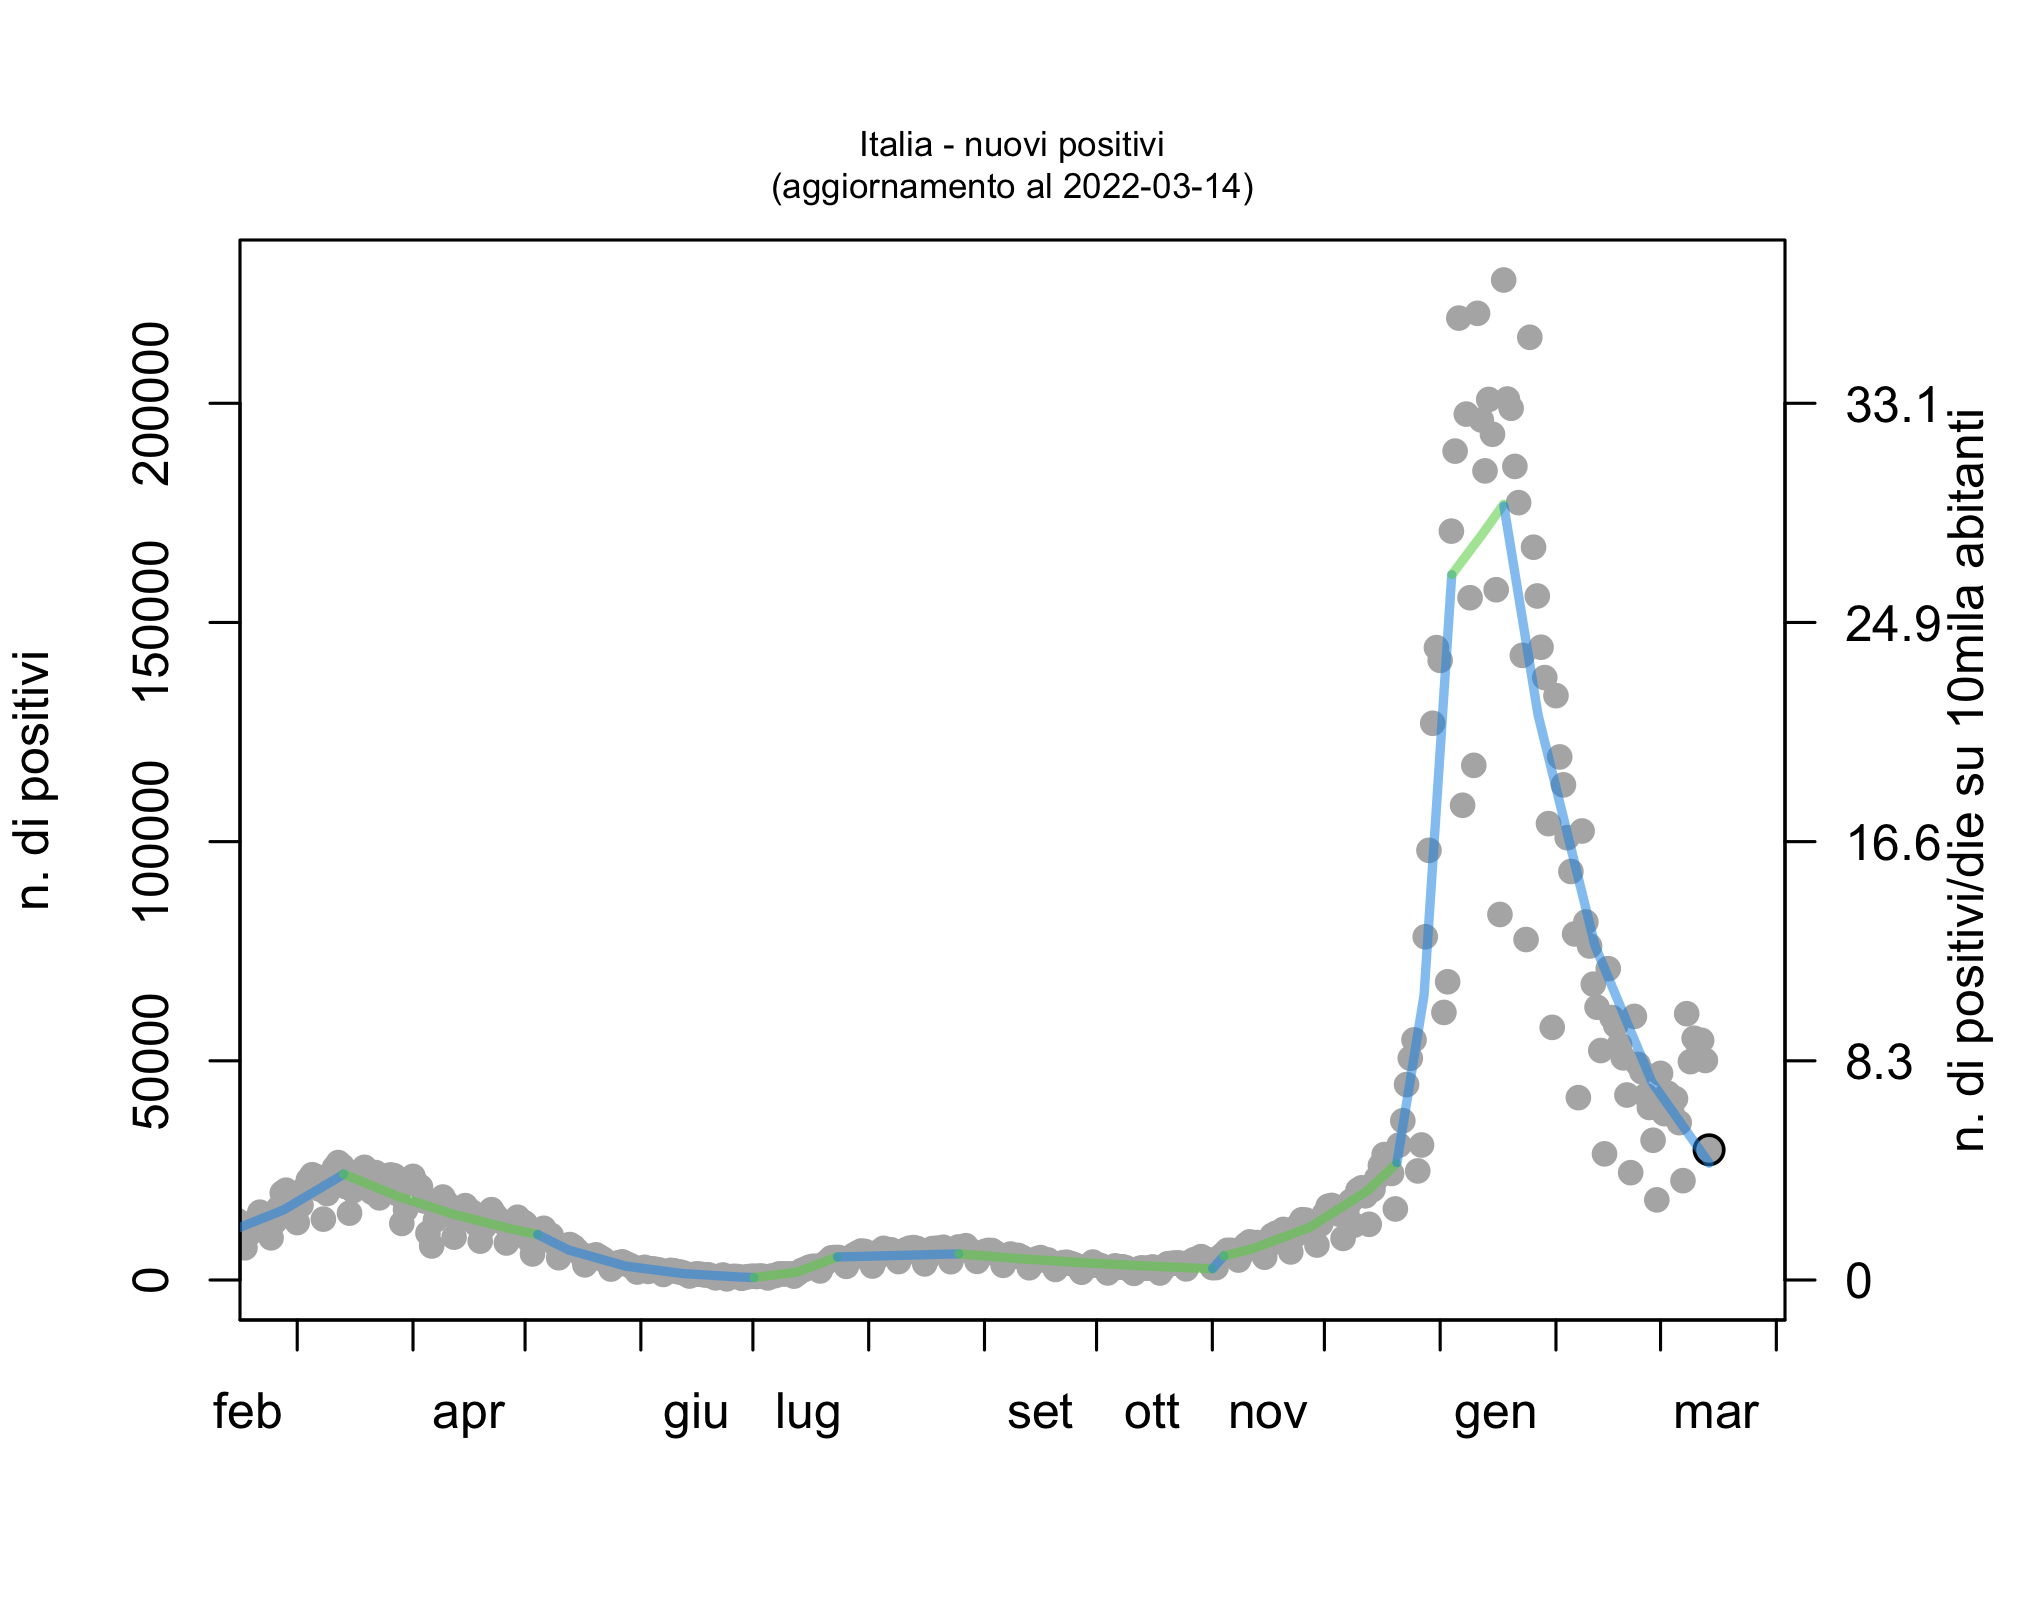 Italia - nuovi positivi
(aggiornamento al 2022-03-14)
n. di positivi
200000
150000
100000
50000
0
33.1
24.9
16.6
8.3
0
n. di positivi/die su 10mila abitanti
feb apr giu lug set ott nov gen mar